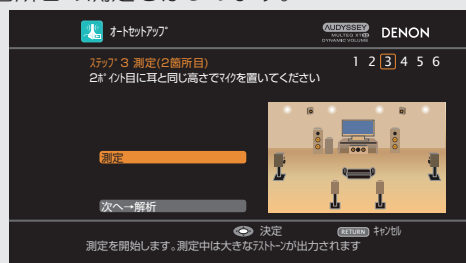 オートセットアップ
AUDYSSEY
MULTEQ XT32
DYNAMIC VOLUME
DENON
ステップ3 測定(2箇所目)
1 2 3 4 5 6
2ポイント目に耳と同じ高さでマイクを置いてください
測定
次へ→解析
決定
RETURN キャンセル
測定を開始します。測定中は大きなテストトーンが出力されます